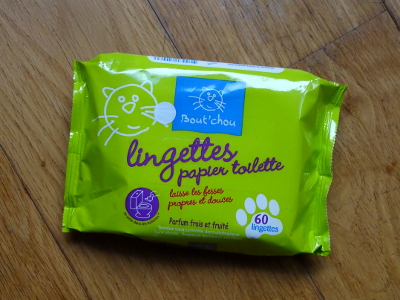 Bout'chou
lingettes
papier toilette
laisse les fesses
propres et douces
Parfum frais et fruité
60
lingettes